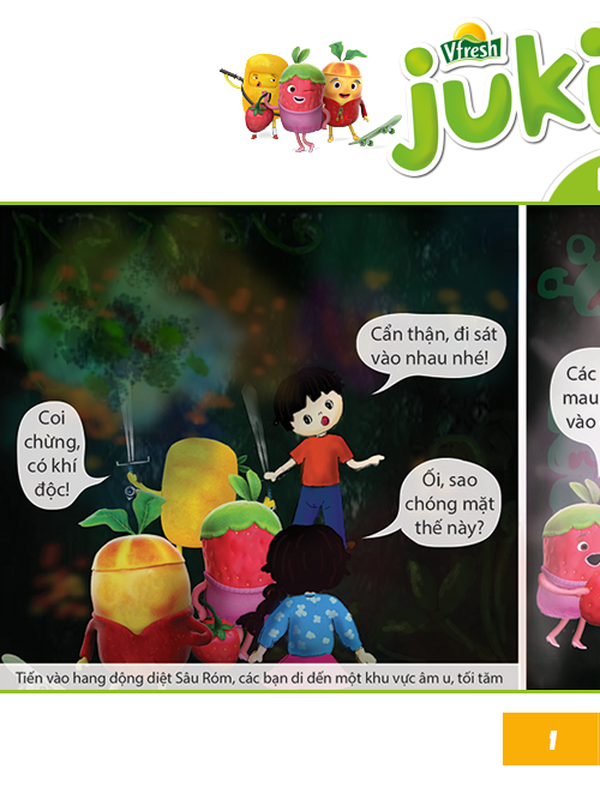 Vfresh
juki
Cẩn thận, đi sát
vào nhau nhé!
Coi
chừng,
có khí
độc!
Ối, sao
chóng mặt
thế này?
Tiến vào hang động diệt Sâu Róm, các bạn di dến một khu vực âm u, tối tăm
Các
mau
vào
1